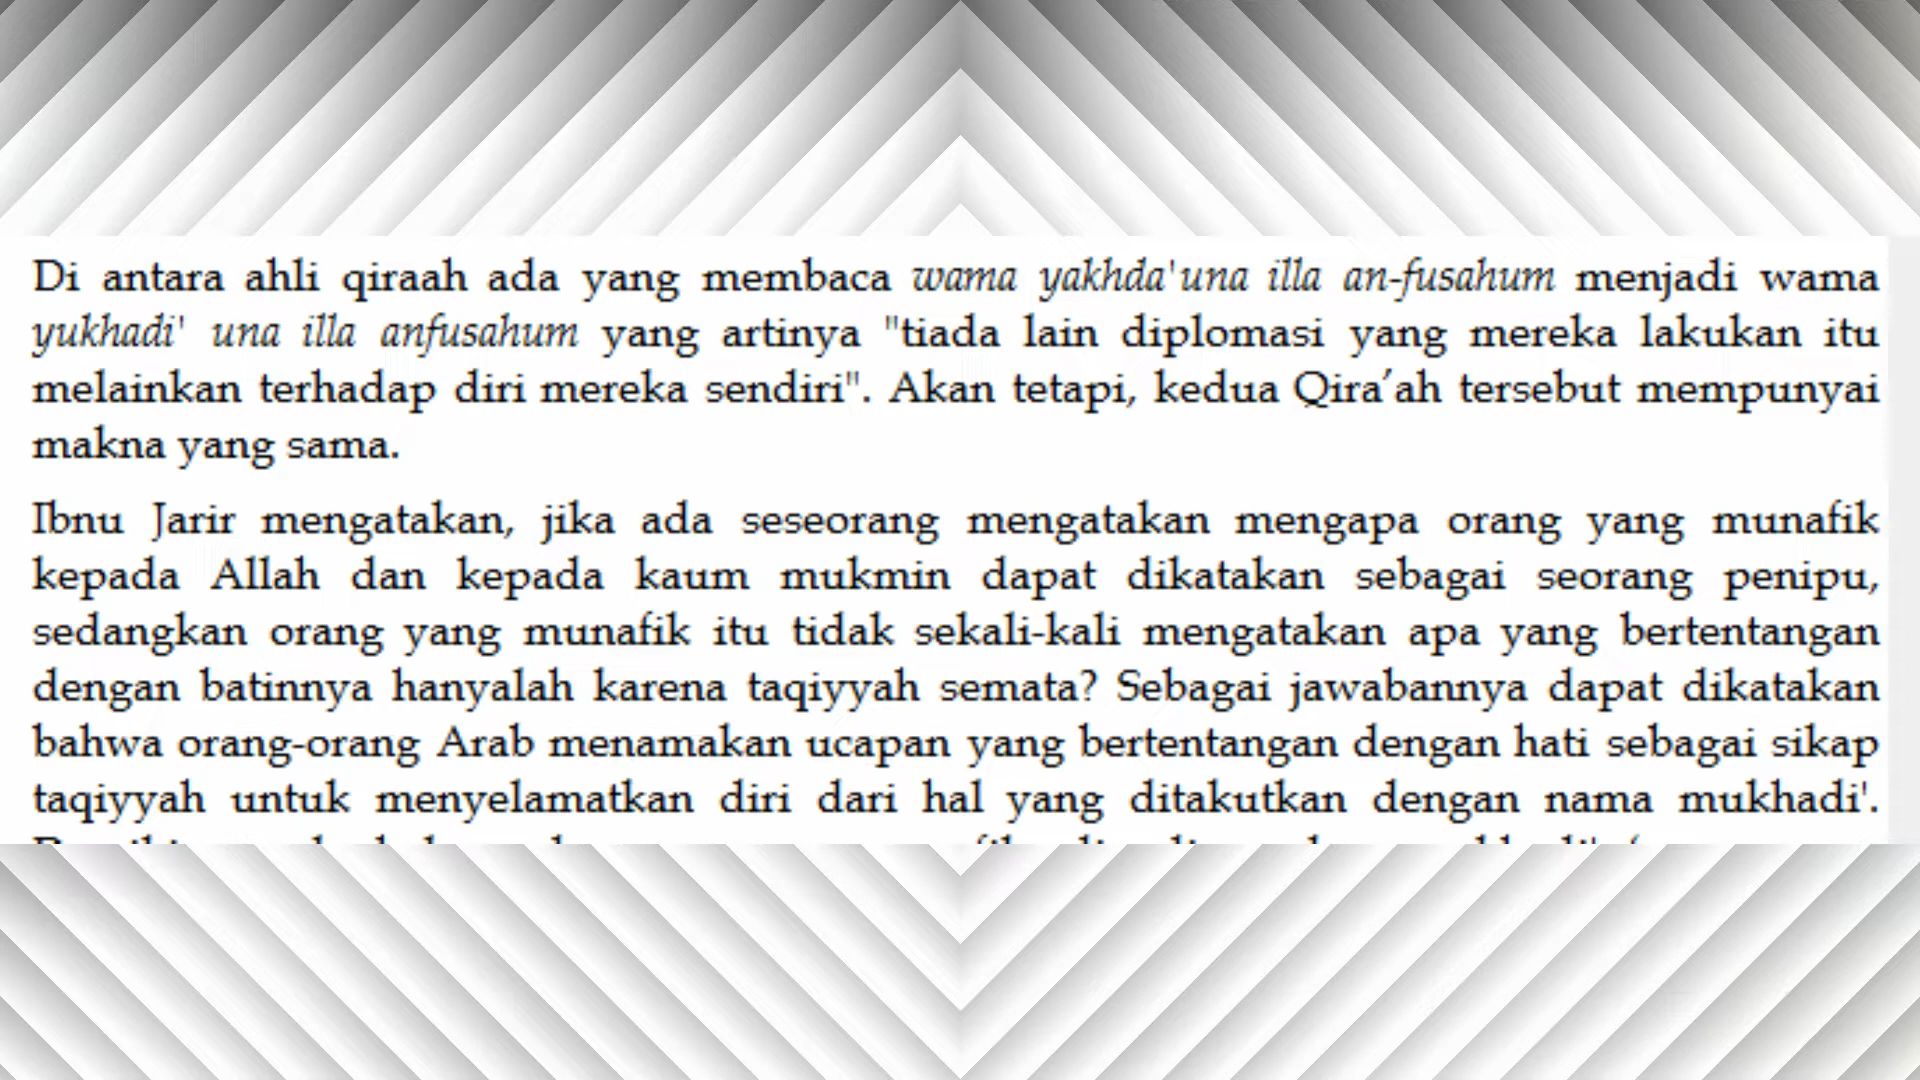 Di antara ahli qiraah ada yang membaca wama yakhda'una illa an-fusahum menjadi wama
yukhadi' una illa anfusahum yang artinya "tiada lain diplomasi yang mereka lakukan itu
melainkan terhadap diri mereka sendiri". Akan tetapi, kedua Qira’ah tersebut mempunyai
makna yang sama.
Ibnu Jarir mengatakan, jika ada seseorang mengatakan mengapa orang yang munafik
kepada Allah dan kepada kaum mukmin dapat dikatakan sebagai seorang penipu,
sedangkan orang yang munafik itu tidak sekali-kali mengatakan apa yang bertentangan
dengan batinnya hanyalah karena taqiyyah semata? Sebagai jawabannya dapat dikatakan
bahwa orang-orang Arab menamakan ucapan yang bertentangan dengan hati sebagai sikap
taqiyyah untuk menyelamatkan diri dari hal yang ditakutkan dengan nama mukhadi'.